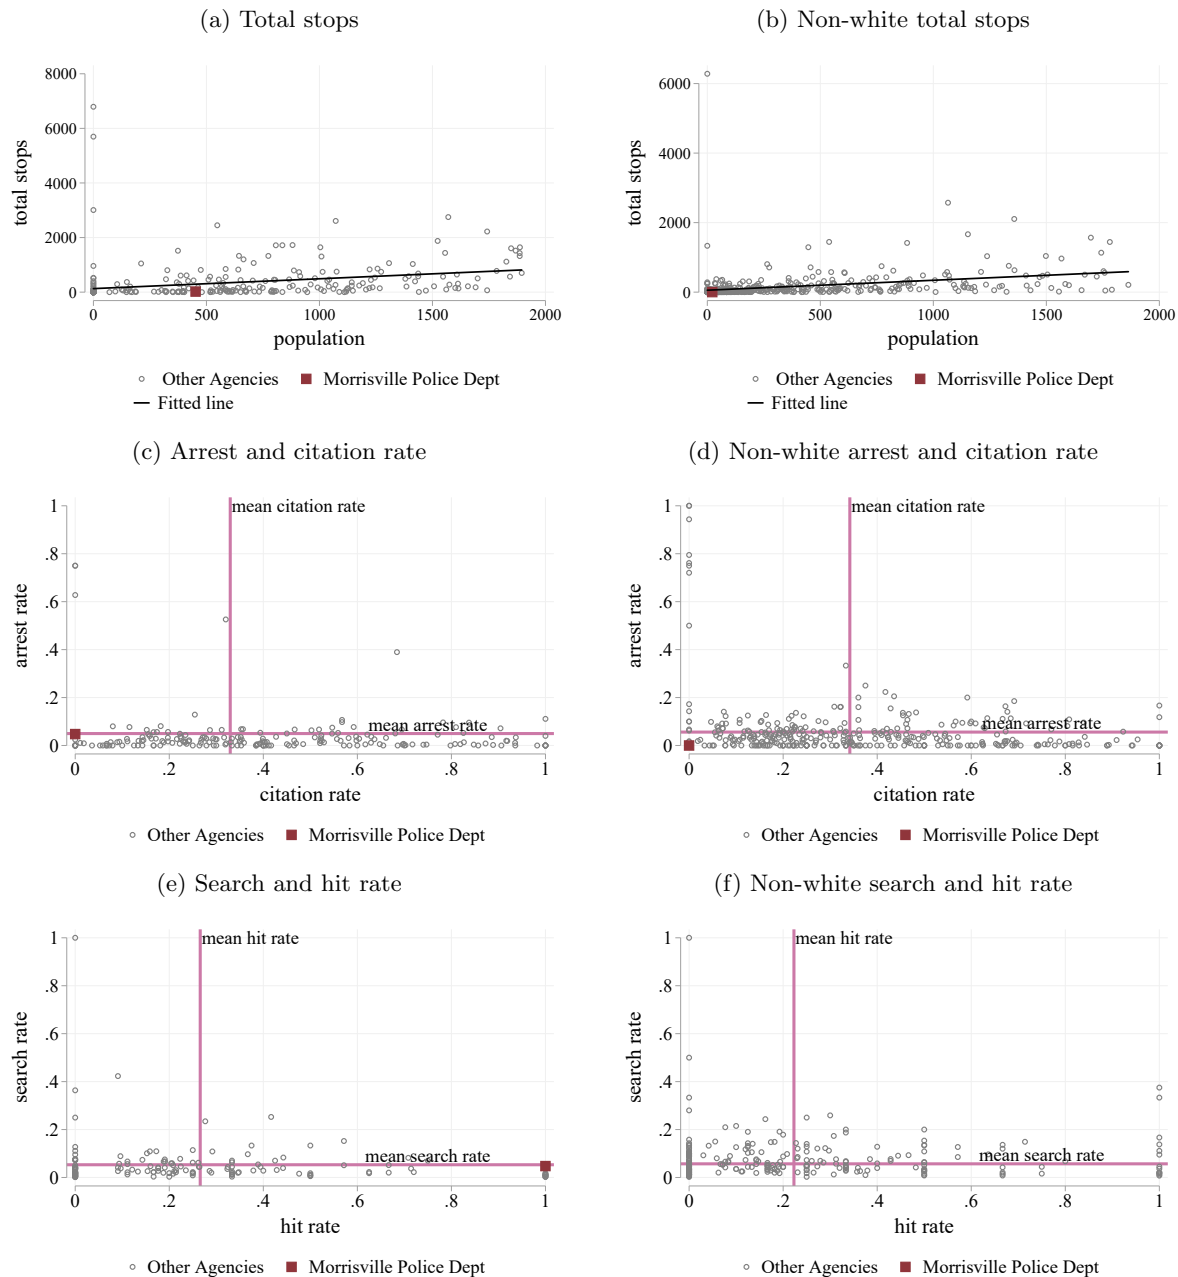 (a) Total stops
total stops
8000
6000
4000
2000
0
0 500 1000 1500 2000
population
Other Agencies Morrisville Police Dept
Fitted line
(b) Non-white total stops
total stops
6000
4000
2000
0
0 500 1000 1500 2000
population
Other Agencies Morrisville Police Dept
Fitted line
(c) Arrest and citation rate
arrest rate
1
.8
.6
.4
.2
0
mean citation rate
mean arrest rate
0 .2 .4 .6 .8 1
citation rate
Other Agencies Morrisville Police Dept
(d) Non-white arrest and citation rate
arrest rate
1
.8
.6
.4
.2
0
mean citation rate
mean arrest rate
0 .2 .4 .6 .8 1
citation rate
Other Agencies Morrisville Police Dept
(e) Search and hit rate
search rate
1
.8
.6
.4
.2
0
mean hit rate
mean search rate
0 .2 .4 .6 .8 1
hit rate
Other Agencies Morrisville Police Dept
(f) Non-white search and hit rate
search rate
1
.8
.6
.4
.2
0
mean hit rate
mean search rate
0 .2 .4 .6 .8 1
hit rate
Other Agencies Morrisville Police Dept